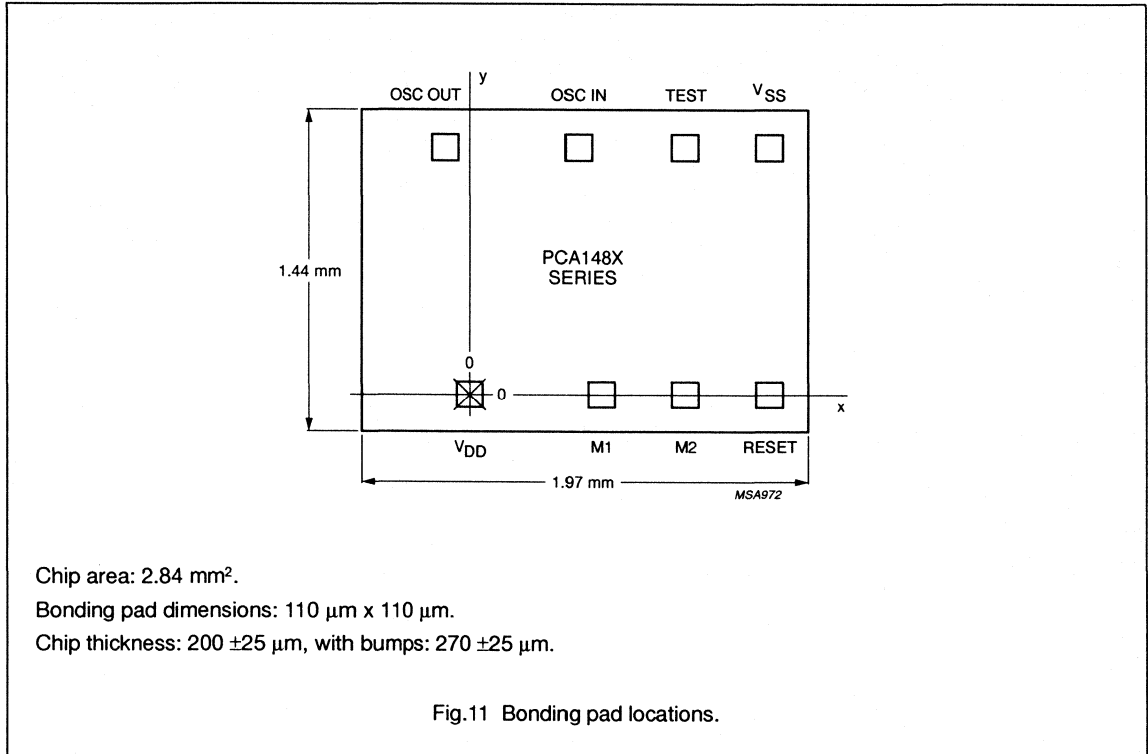 y
OSC OUT OSC IN TEST VSS
PCA148X
SERIES
1.44 mm
0
0
x
VDD M1 M2 RESET
1.97 mm
MSA972
Chip area: 2.84 mm².
Bonding pad dimensions: 110 µm x 110 µm.
Chip thickness: 200 ±25 µm, with bumps: 270 ±25 µm.
Fig.11 Bonding pad locations.